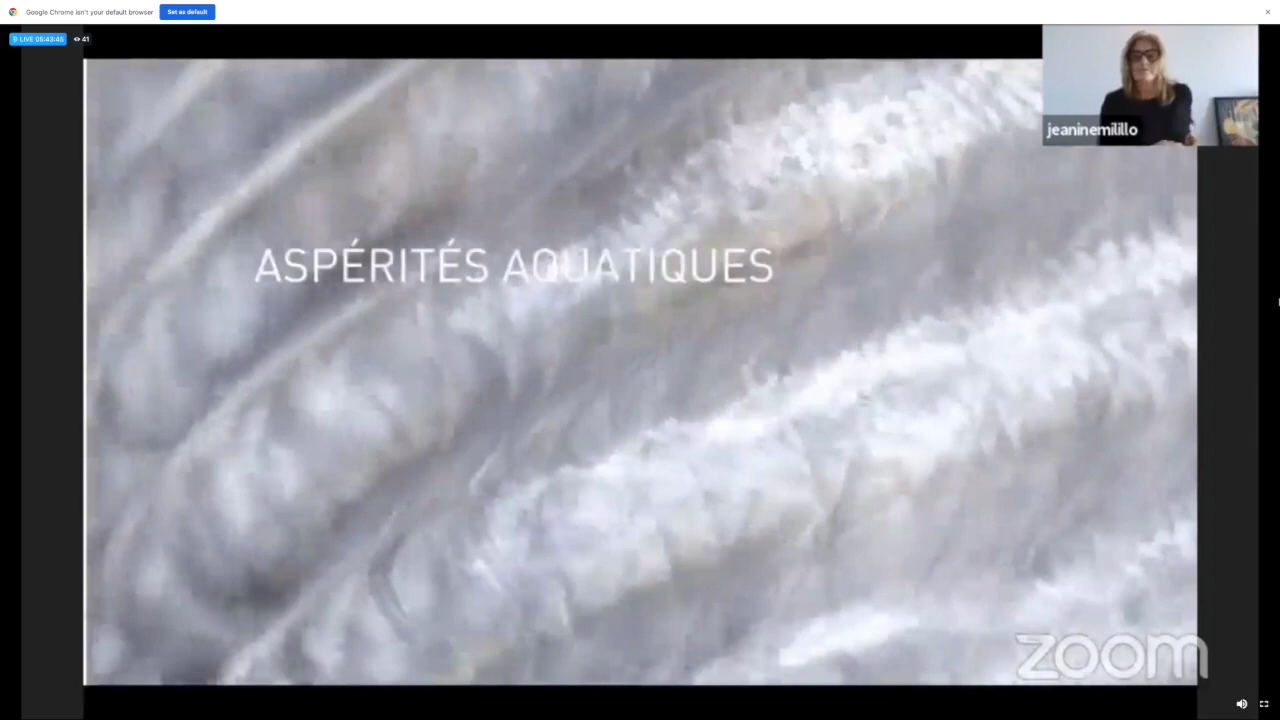 Google Chrome isn't your default browser
Set as default
LIVE 05:43:45
41
jeaninemilillo
ASPÉRITÉS AQUATIQUES
zoom